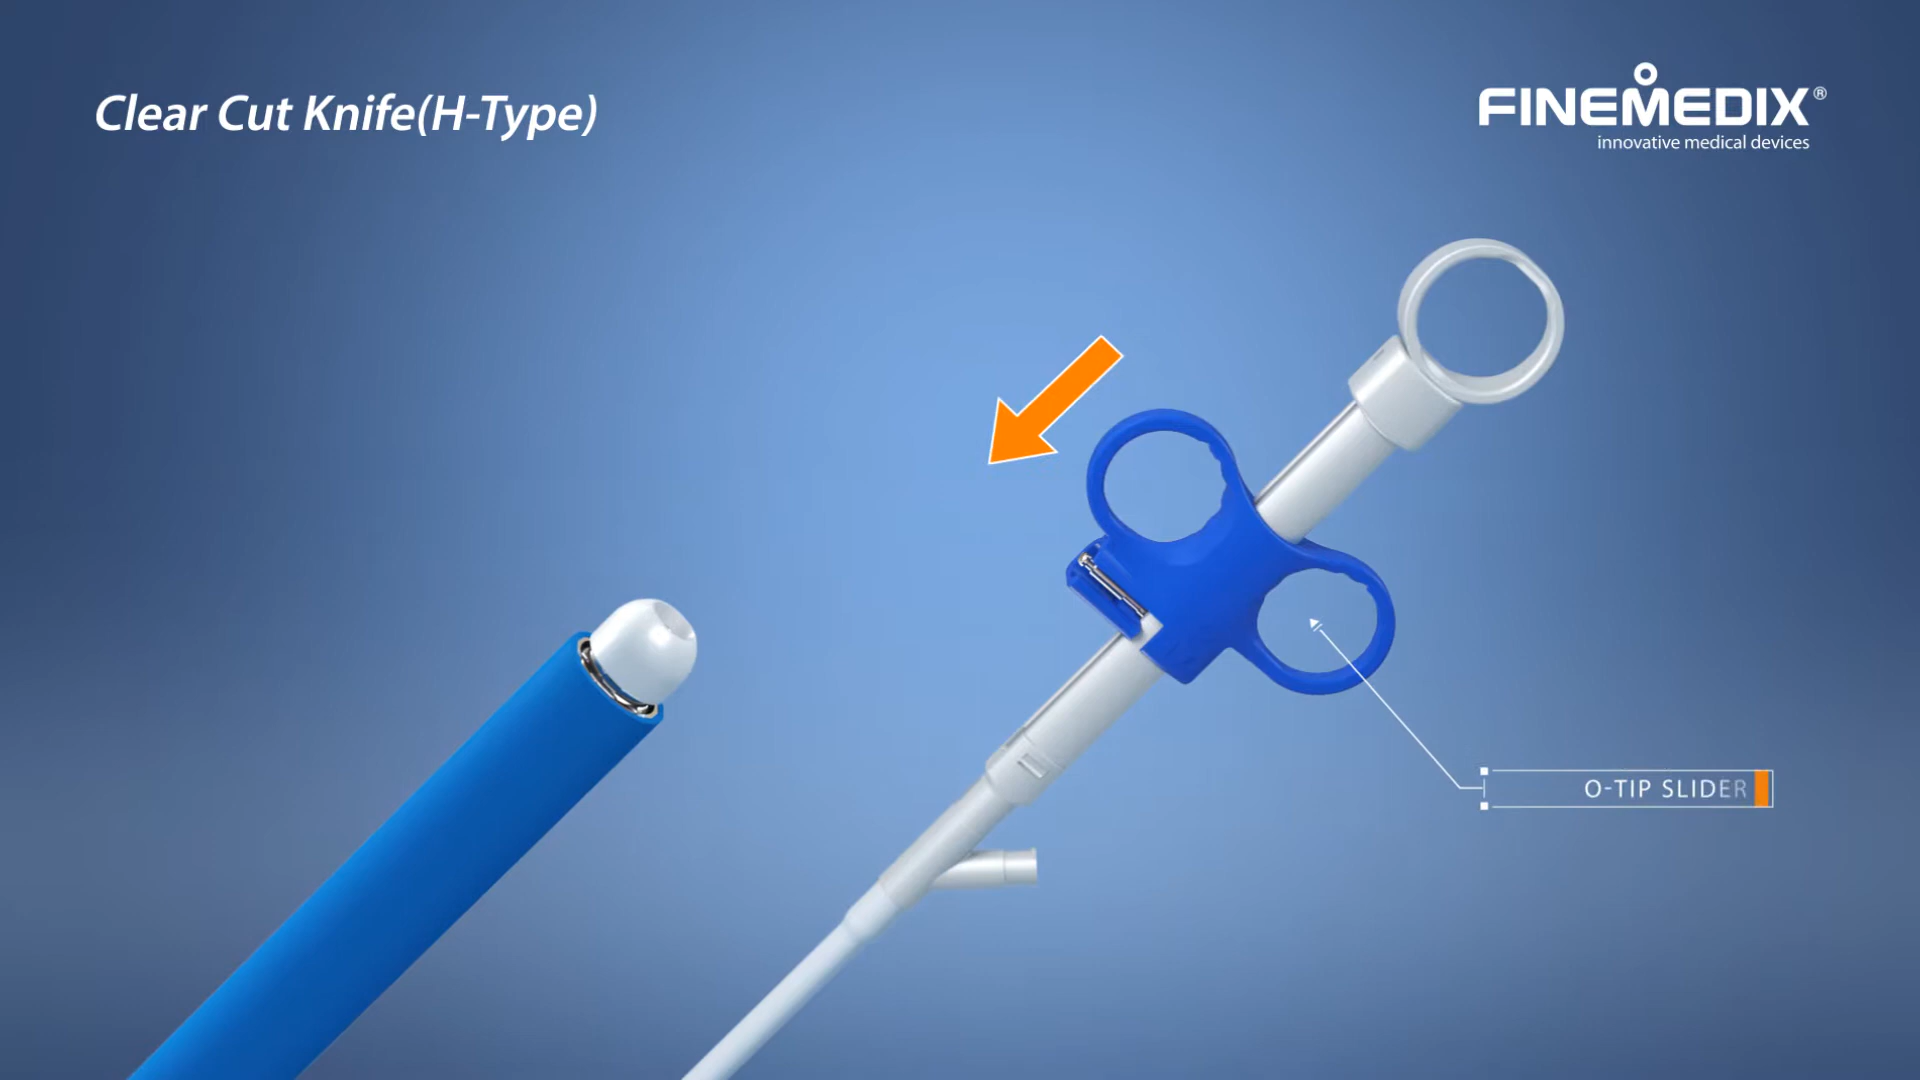 Clear Cut Knife(H-Type)
FINEMEDIX®
innovative medical devices
O-TIP SLIDER